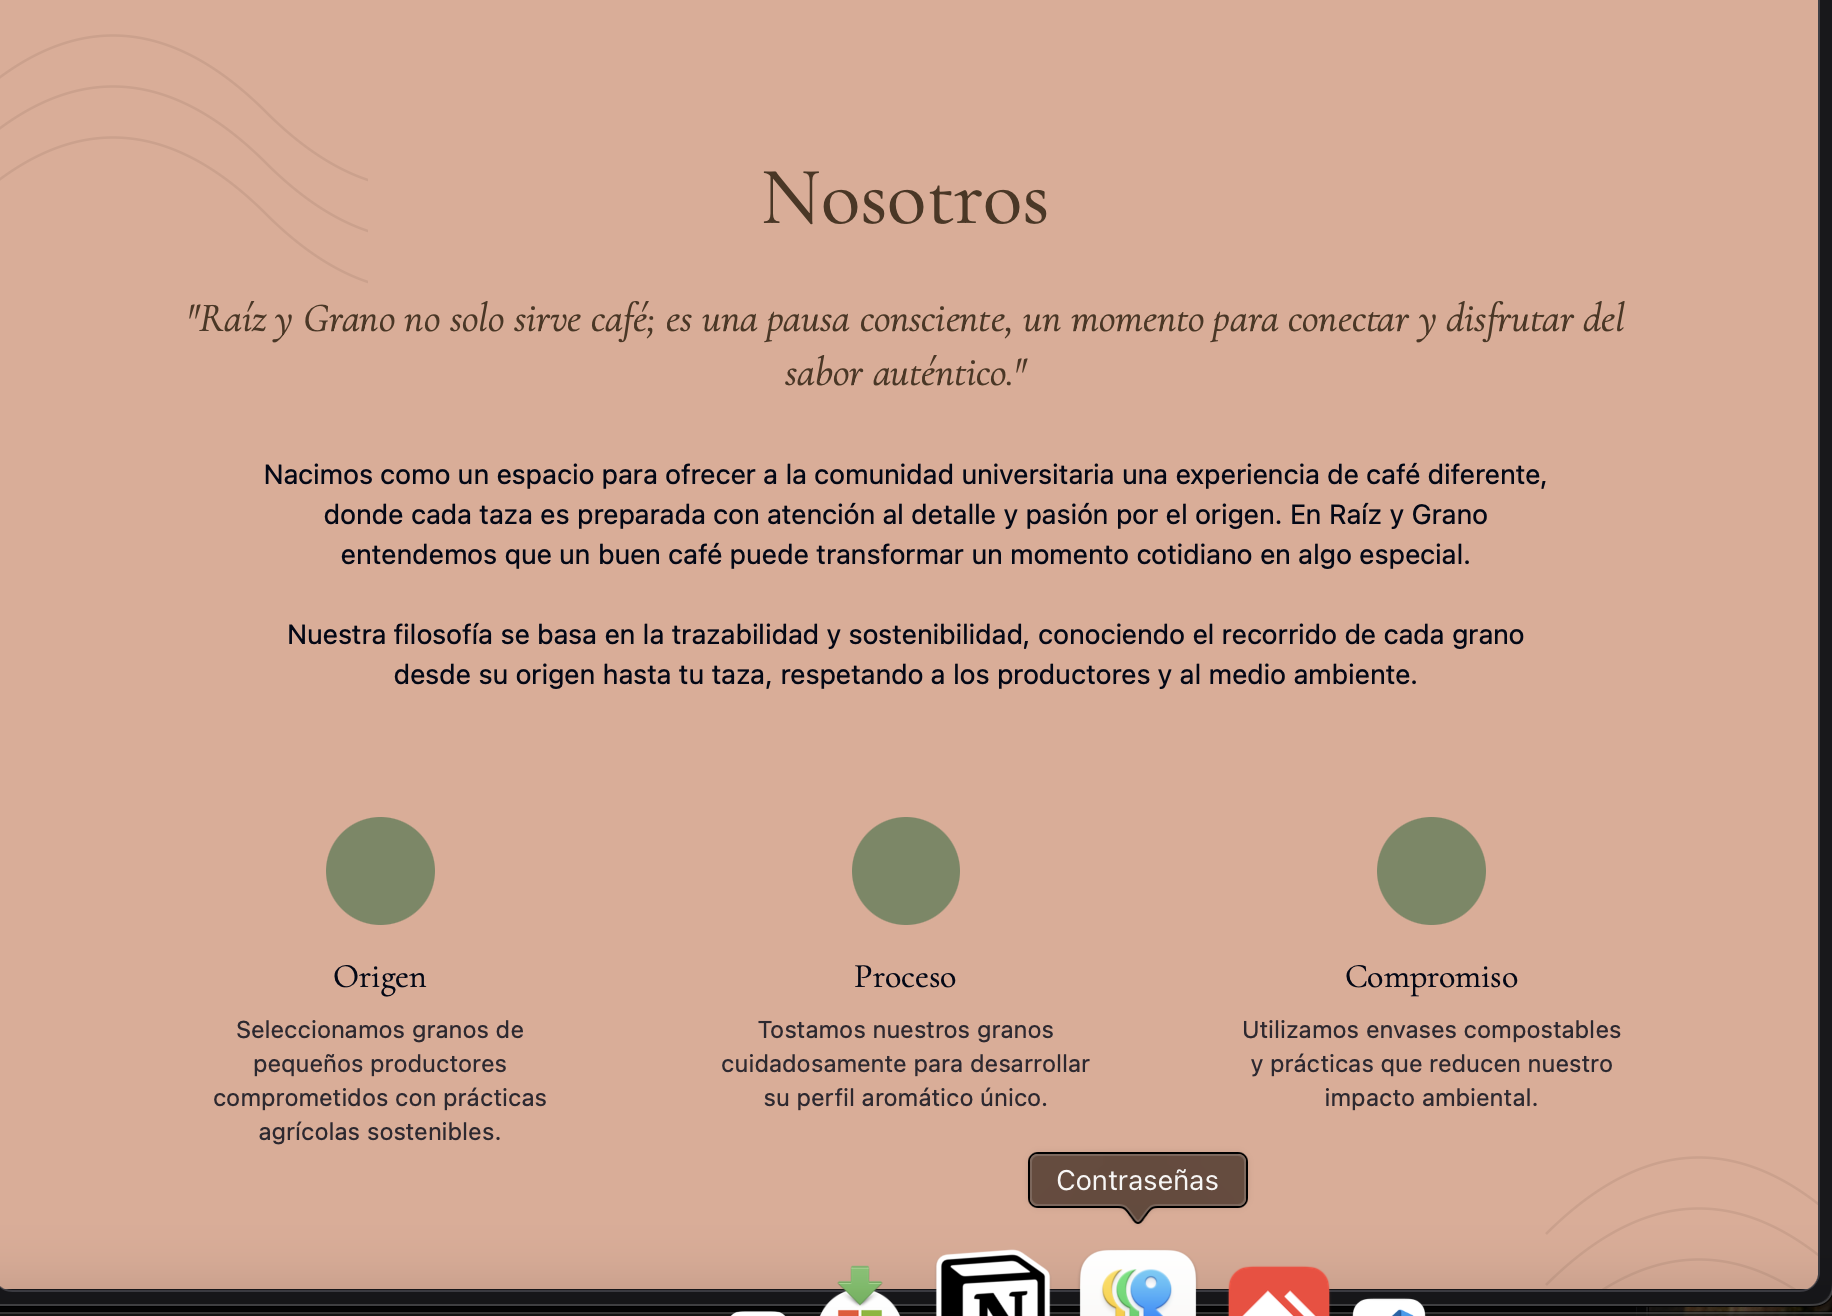 Nosotros
"Raíz y Grano no solo sirve café; es una pausa consciente, un momento para conectar y disfrutar del
sabor auténtico."
Nacimos como un espacio para ofrecer a la comunidad universitaria una experiencia de café diferente,
donde cada taza es preparada con atención al detalle y pasión por el origen. En Raíz y Grano
entendemos que un buen café puede transformar un momento cotidiano en algo especial.
Nuestra filosofía se basa en la trazabilidad y sostenibilidad, conociendo el recorrido de cada grano
desde su origen hasta tu taza, respetando a los productores y al medio ambiente.
Origen
Seleccionamos granos de
pequeños productores
comprometidos con prácticas
agrícolas sostenibles.
Proceso
Tostamos nuestros granos
cuidadosamente para desarrollar
su perfil aromático único.
Compromiso
Utilizamos envases compostables
y prácticas que reducen nuestro
impacto ambiental.
Contraseñas
N